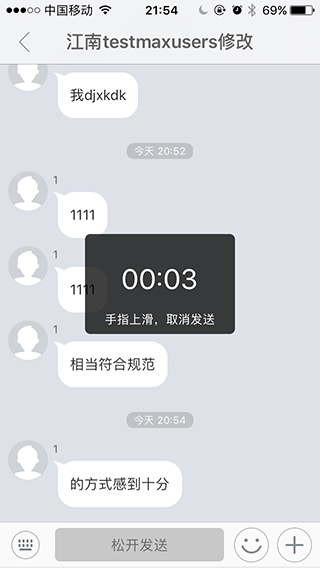 中国移动 21:54 69%
江南testmaxusers修改
我djxkdk
今天 20:52
1
1111
1
1111
00:03
手指上滑，取消发送
1
相当符合规范
今天 20:54
1
的方式感到十分
松开发送